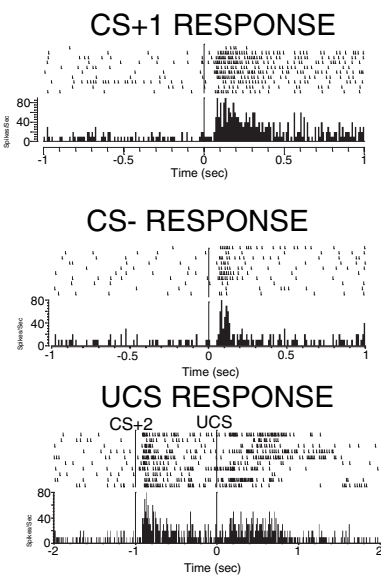 CS+1 RESPONSE
80
40
0
Spikes/Sec
-1 -0.5 0 0.5 1
Time (sec)
CS- RESPONSE
80
40
0
Spikes/Sec
-1 -0.5 0 0.5 1
Time (sec)
UCS RESPONSE
CS+2 UCS
80
40
0
Spikes/Sec
-2 -1 0 1 2
Time (sec)